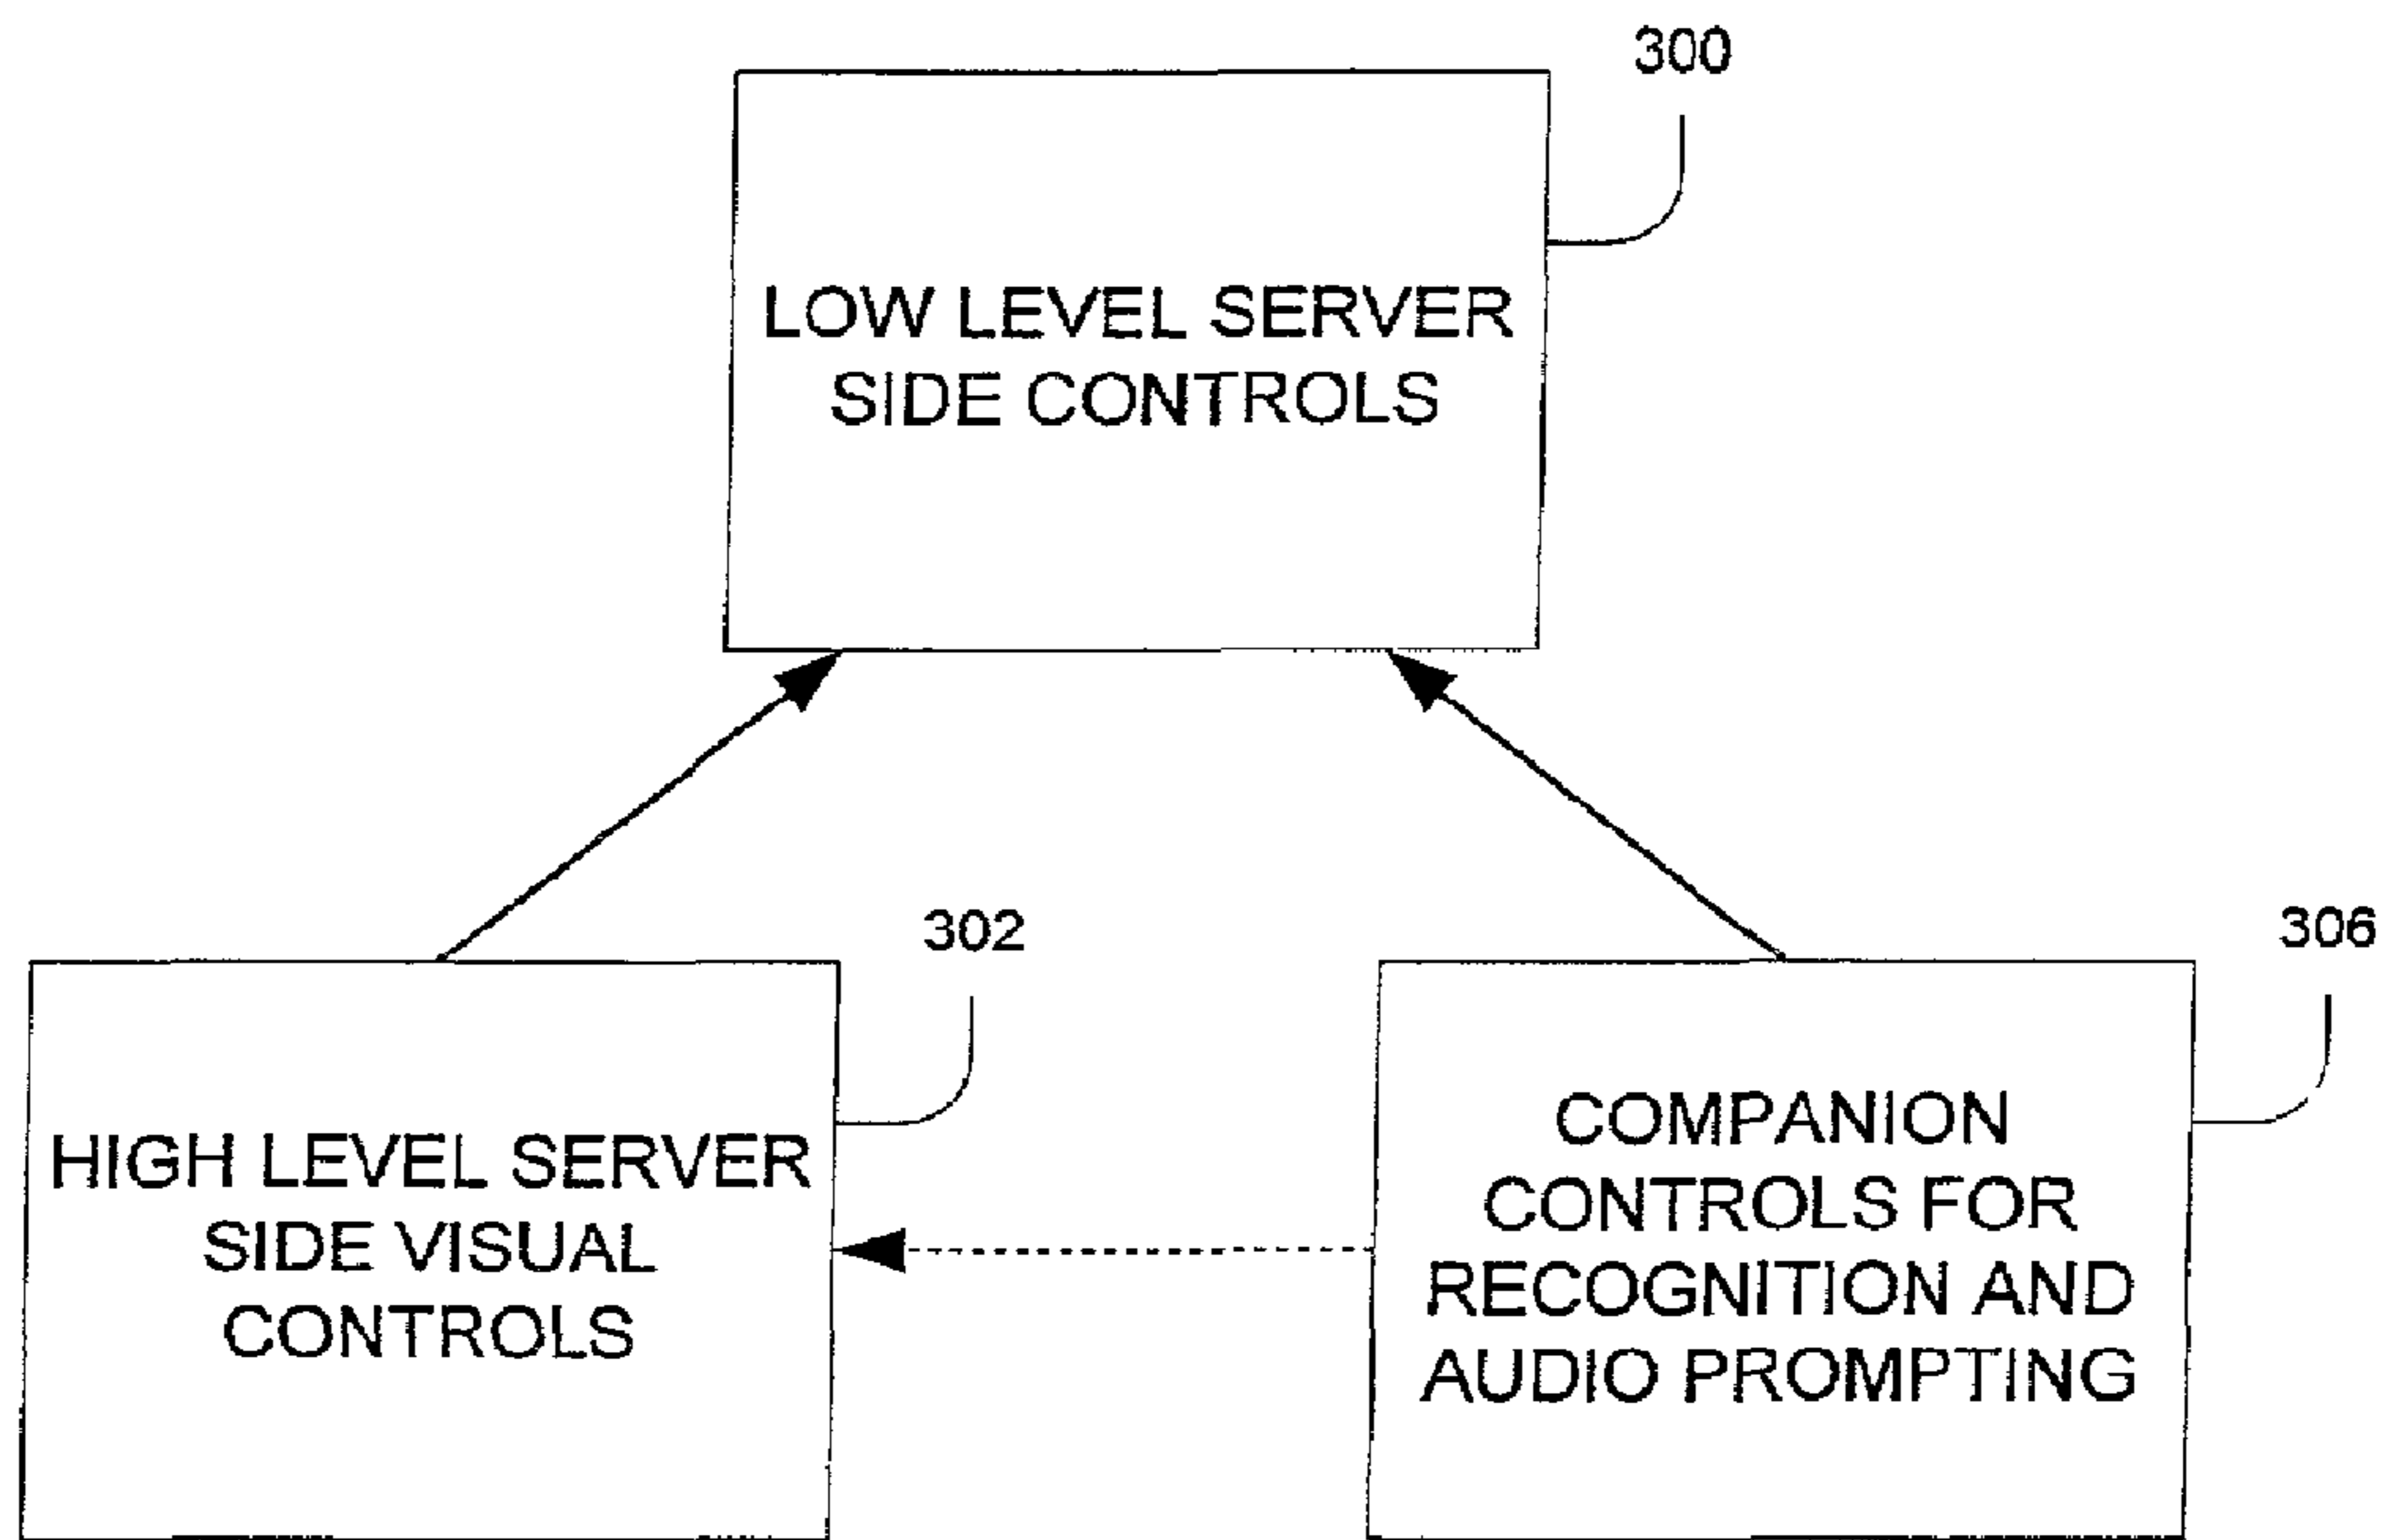 300
LOW LEVEL SERVER
SIDE CONTROLS
302
306
HIGH LEVEL SERVER
SIDE VISUAL
CONTROLS
COMPANION
CONTROLS FOR
RECOGNITION AND
AUDIO PROMPTING